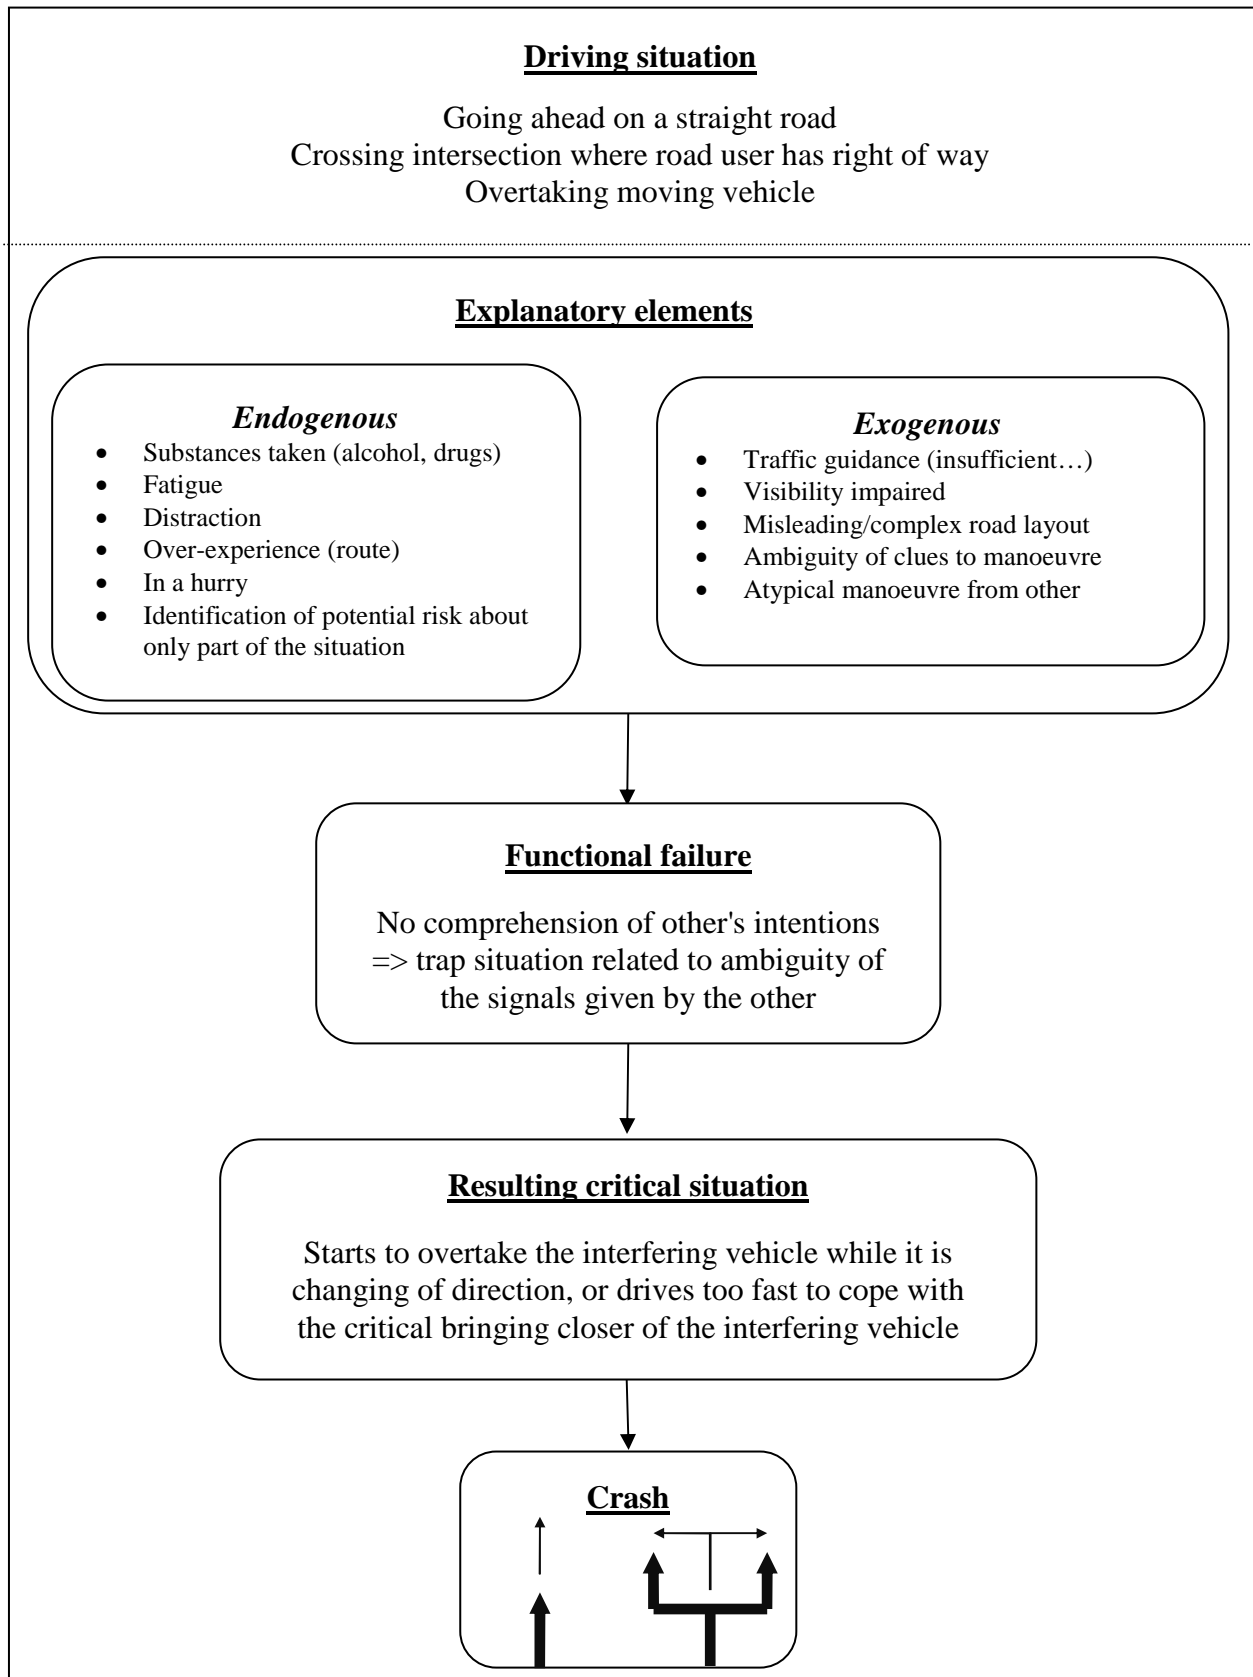 Driving situation
Going ahead on a straight road
Crossing intersection where road user has right of way
Overtaking moving vehicle
Explanatory elements
Endogenous
• Substances taken (alcohol, drugs)
• Fatigue
• Distraction
• Over-experience (route)
• In a hurry
• Identification of potential risk about
only part of the situation
Exogenous
• Traffic guidance (insufficient…)
• Visibility impaired
• Misleading/complex road layout
• Ambiguity of clues to manoeuvre
• Atypical manoeuvre from other
Functional failure
No comprehension of other's intentions
=> trap situation related to ambiguity of
the signals given by the other
Resulting critical situation
Starts to overtake the interfering vehicle while it is
changing of direction, or drives too fast to cope with
the critical bringing closer of the interfering vehicle
Crash